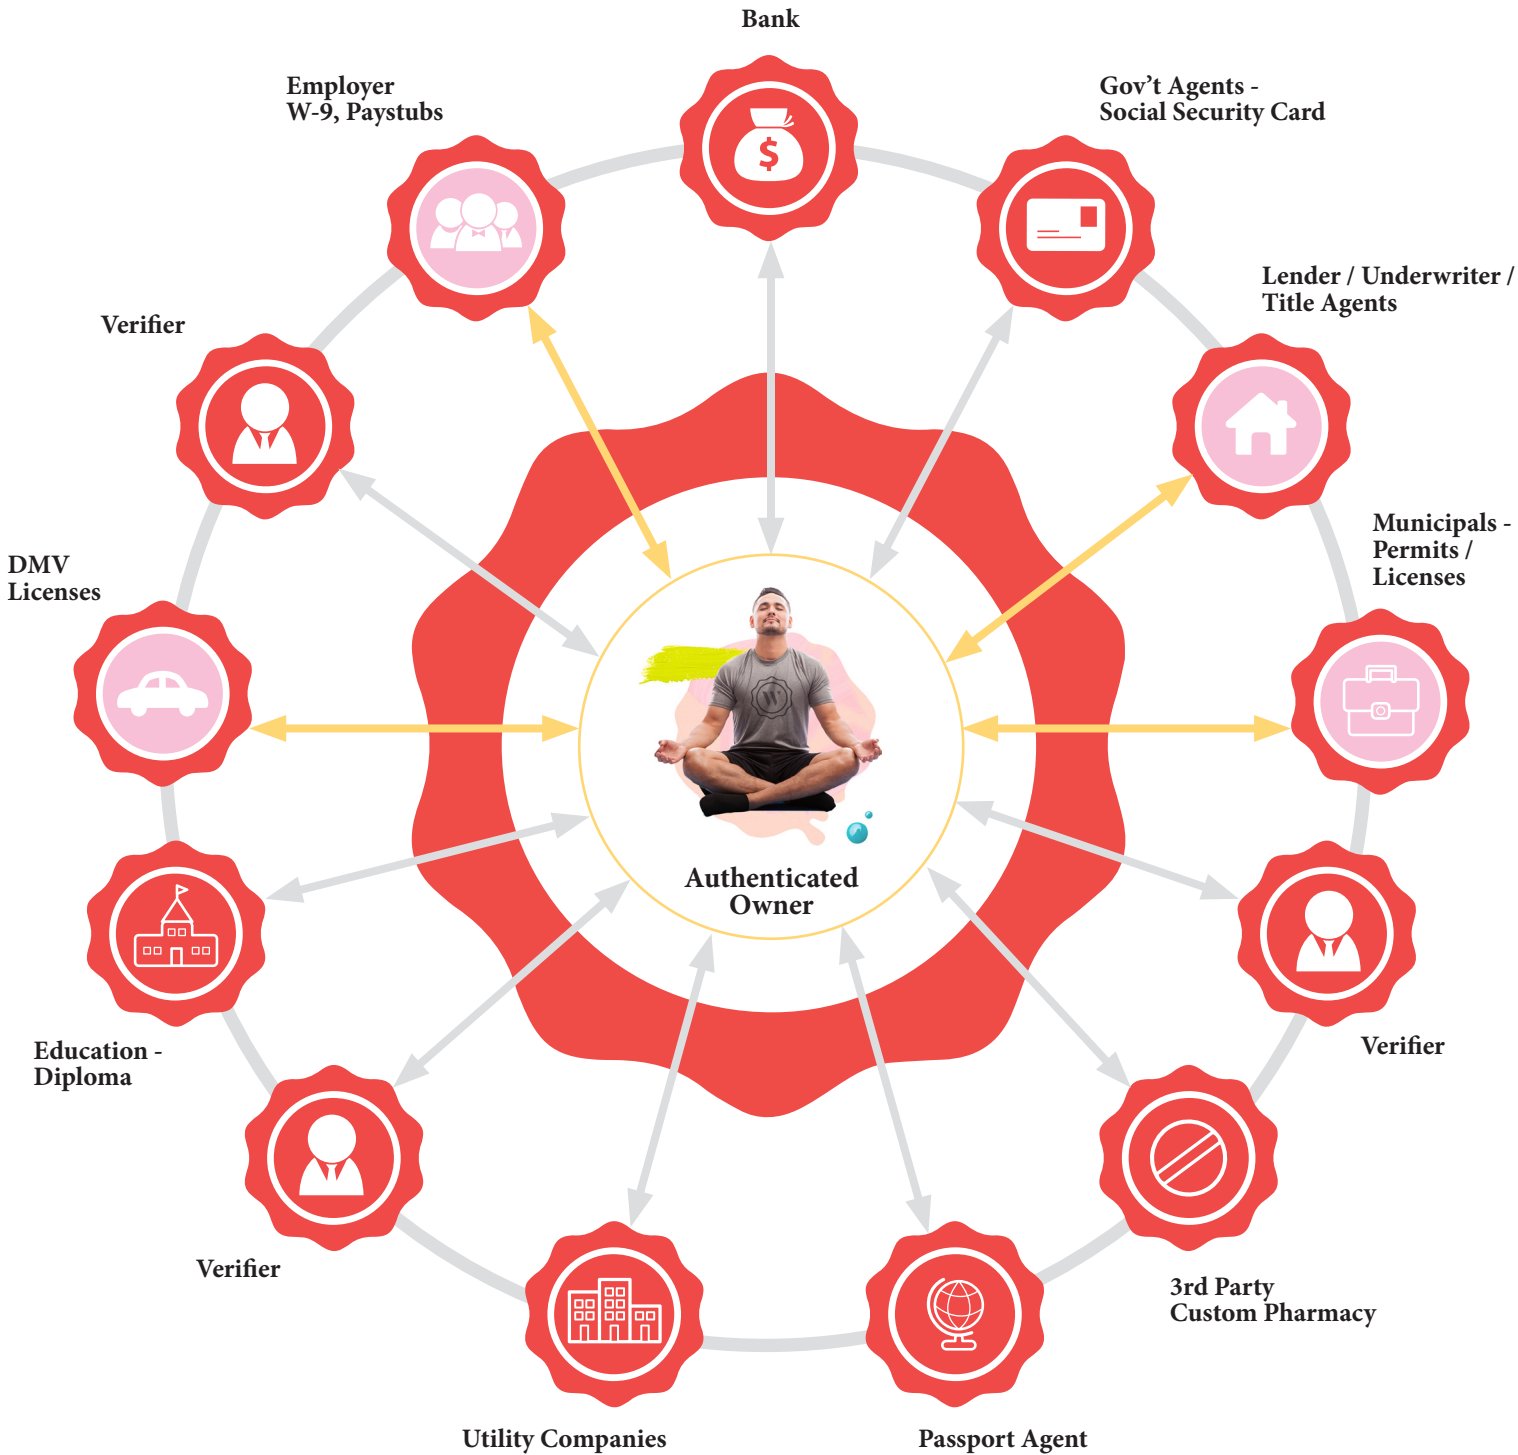 Bank
Employer
W-9, Paystubs
Gov't Agents -
Social Security Card
$
Lender / Underwriter /
Title Agents
Verifier
Municipals -
Permits /
Licenses
DMV
Licenses
W
Authenticated
Owner
Verifier
Education -
Diploma
Verifier
3rd Party
Custom Pharmacy
Utility Companies
Passport Agent